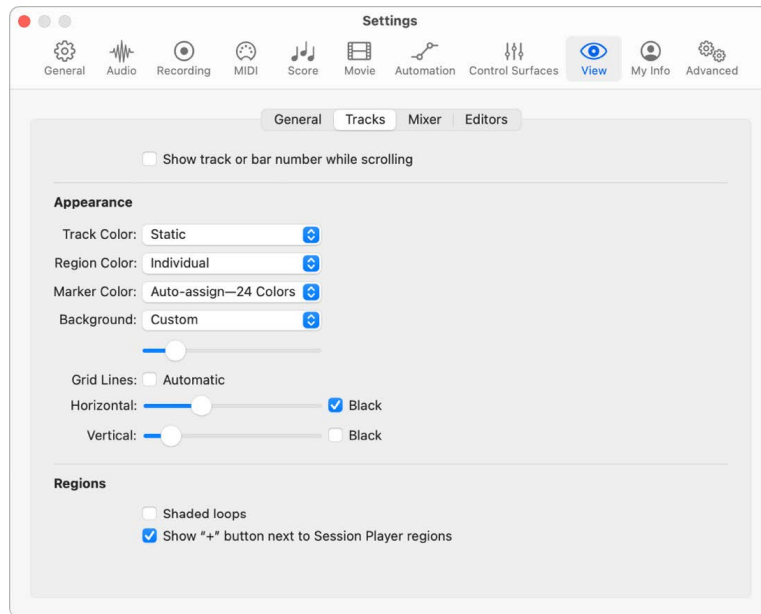 Settings
General Audio Recording MIDI Score Movie Automation Control Surfaces View My Info Advanced
General Tracks Mixer Editors
Show track or bar number while scrolling
Appearance
Track Color: Static
Region Color: Individual
Marker Color: Auto-assign—24 Colors
Background: Custom
Grid Lines: Automatic
Horizontal: Black
Vertical: Black
Regions
Shaded loops
Show "+" button next to Session Player regions